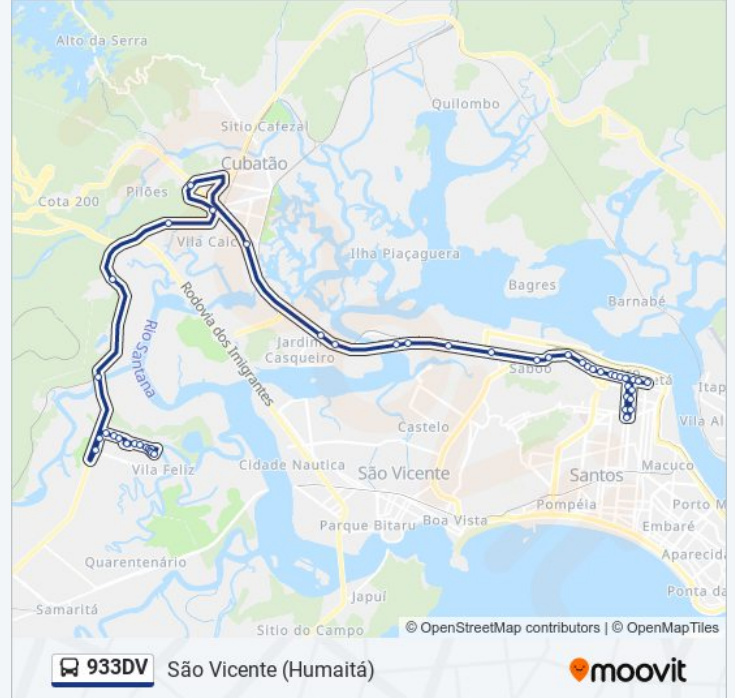 Alto da Serra
Quilombo
Sitio Cafezal
Cubatão
Pilões
Cota 200
Vila Caic
Ilha Piaçaguera
Bagres
Rodovia dos Imigrantes
Barnabé
Rio Santana
Jardim
Casqueiro
Saboó
Itap
Vila Al
Castelo
Vila Feliz
Cidade Nautica
São Vicente
Santos
Macuco
Pompéia
Porto M
Parque Bitaru
Boa Vista
Embaré
Quarentenário
Aparecida
Japuí
Ponta da
Samaritá
Sitio do Campo
© OpenStreetMap contributors | © OpenMapTiles
933DV São Vicente (Humaitá)
moovit